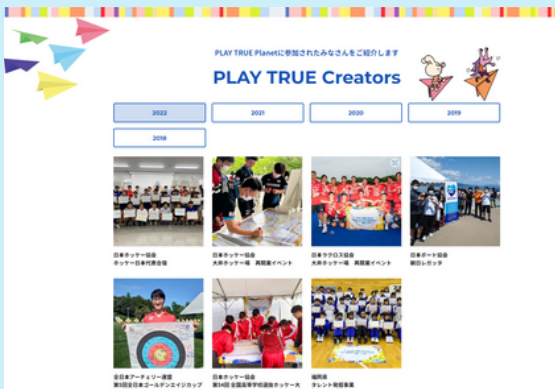 PLAY TRUE Planetに参加されたみなさんをご紹介します
PLAY TRUE Creators
2022
2021
2020
2019
2018
日本ホッケー協会
ホッケー日本代表合宿
日本ホッケー協会
大井ホッケー場 再開業イベント
日本ラクロス協会
大井ホッケー場 再開業イベント
日本ボート協会
朝日レガッタ
全日本アーチェリー連盟
第5回全日本ゴールデンエイジカップ
日本ホッケー協会
第54回 全国高等学校選抜ホッケー大
福岡県
タレント発掘事業